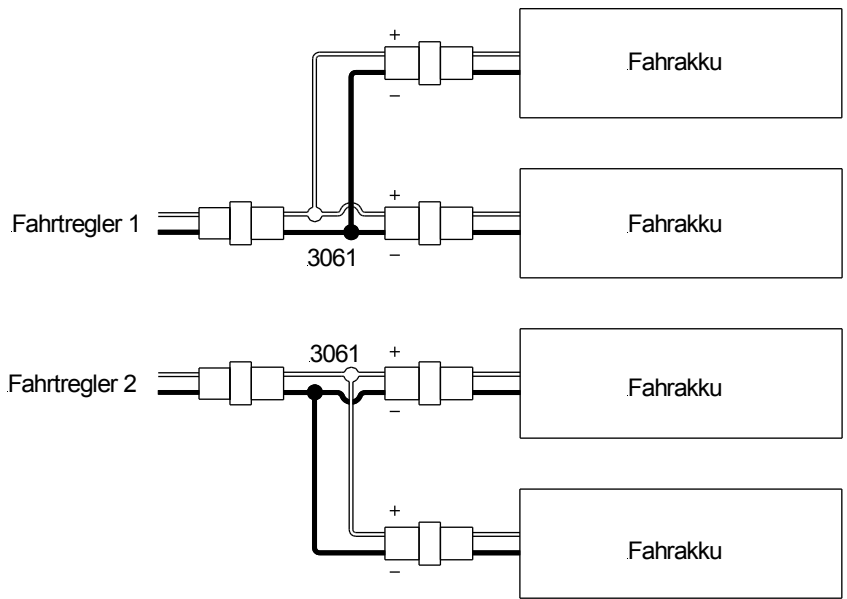 +
Fahrakku
−
+
Fahrtregler 1
Fahrakku
3061
−
3061
+
Fahrtregler 2
Fahrakku
−
+
Fahrakku
−